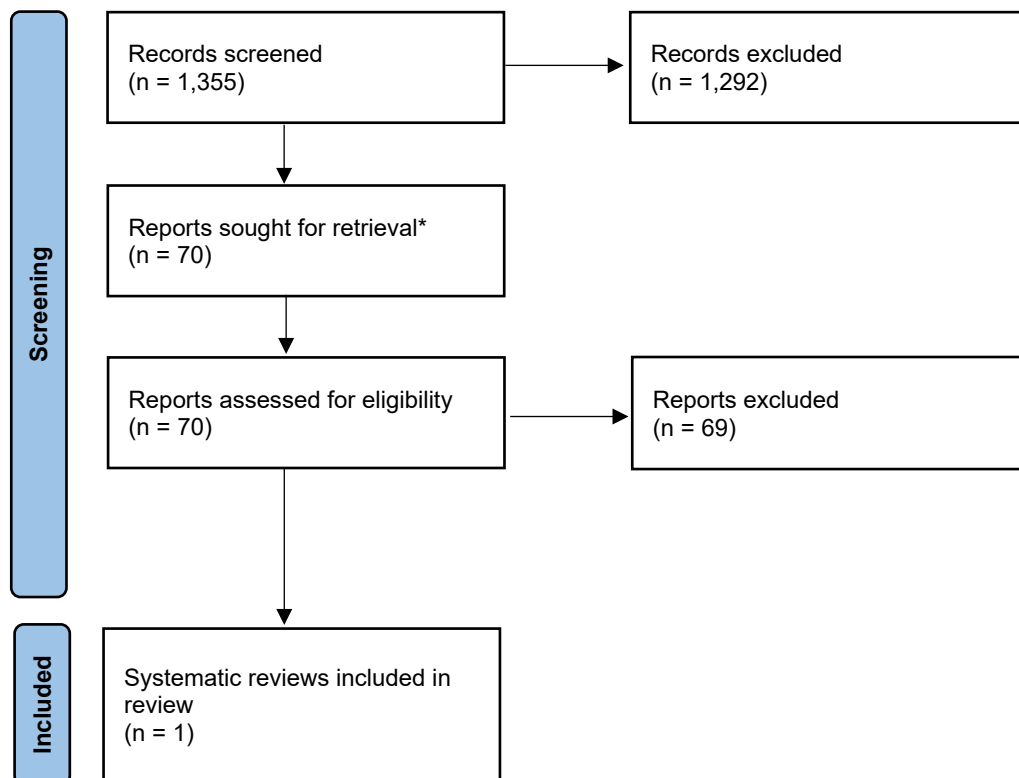 Records screened
(n = 1,355)
Records excluded
(n = 1,292)
Reports sought for retrieval*
(n = 70)
Screening
Reports assessed for eligibility
(n = 70)
Reports excluded
(n = 69)
Systematic reviews included in
review
(n = 1)
Included